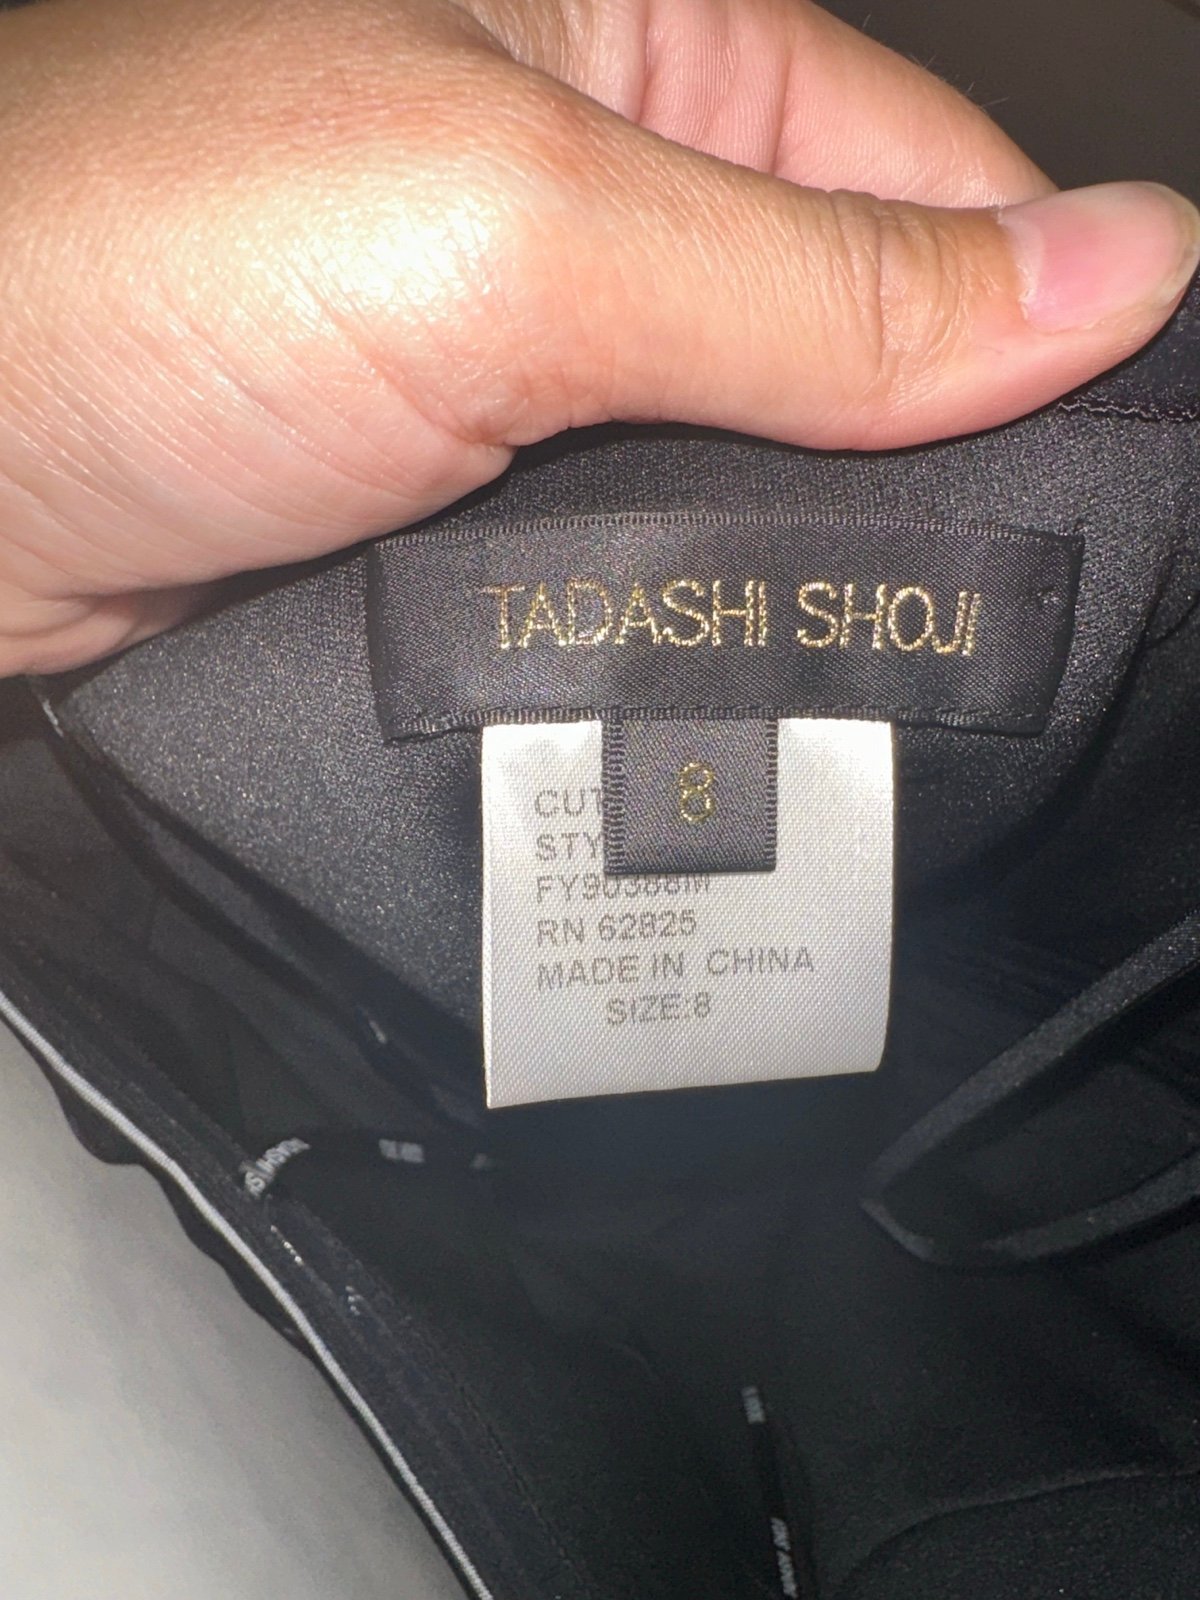 TADASHI SHOJI
8
CUT
STY
FY90388M
RN 62825
MADE IN CHINA
SIZE:8